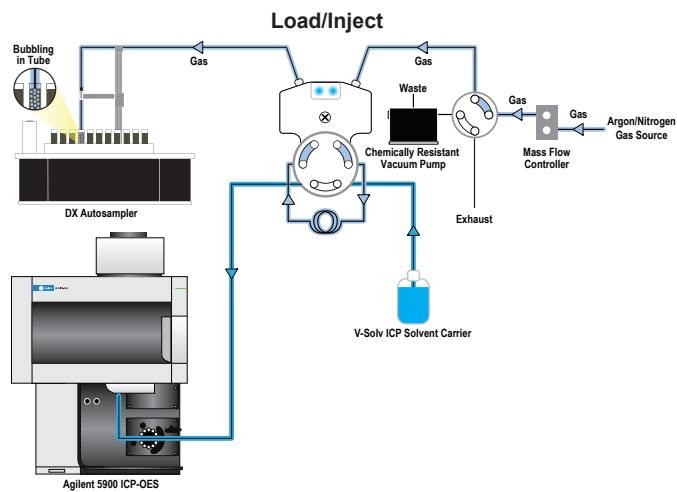 Load/Inject
Bubbling
in Tube
Gas
Gas
Waste
Gas
Gas
Argon/Nitrogen
Gas Source
Chemically Resistant
Vacuum Pump
Mass Flow
Controller
DX Autosampler
Exhaust
V-Solv ICP Solvent Carrier
Agilent 5900 ICP-OES